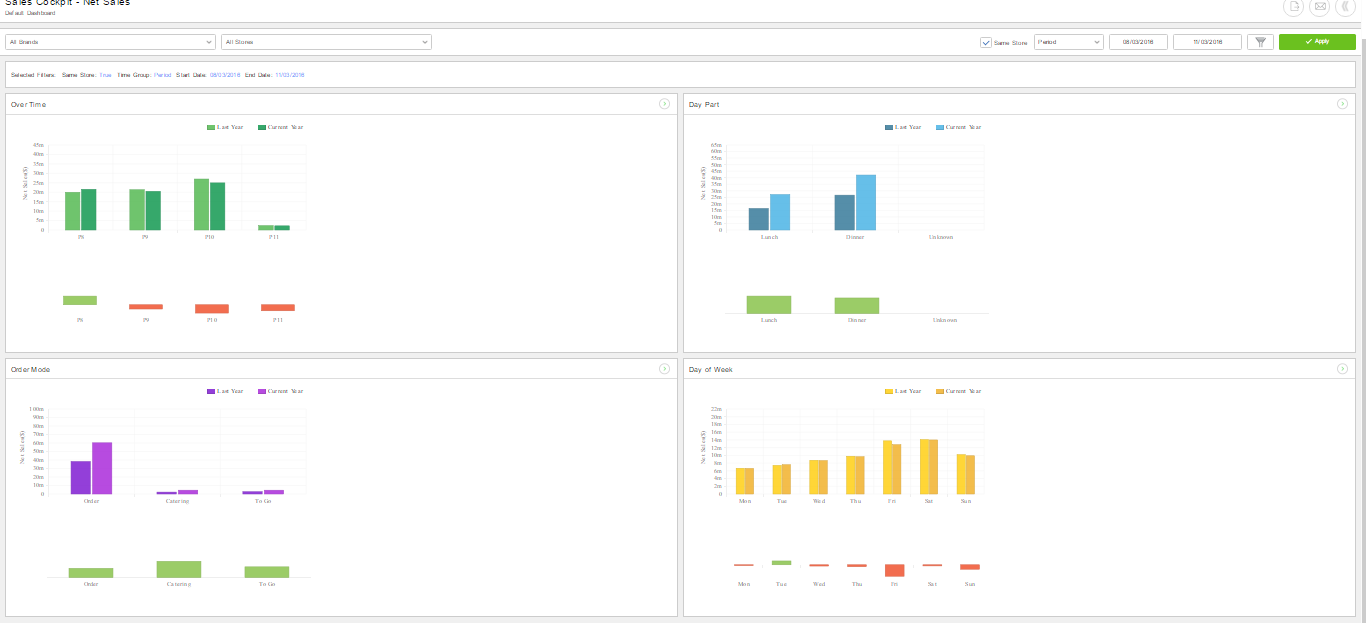 Sales Cockpit - Net Sales
Default Dashboard
All Brands
All Stores
Same Store
Period
08/03/2016
11/03/2016
Apply
Selected Filters: Same Store: True Time Group: Period Start Date: 08/03/2016 End Date: 11/03/2016
Over Time
Last Year Current Year
Net Sales($)
45m
40m
35m
30m
25m
20m
15m
10m
5m
0
P8 P9 P10 P11
P8 P9 P10 P11
Day Part
Last Year Current Year
Net Sales($)
65m
60m
55m
50m
45m
40m
35m
30m
25m
20m
15m
10m
5m
0
Lunch Dinner Unknown
Lunch Dinner Unknown
Order Mode
Last Year Current Year
Net Sales($)
100m
90m
80m
70m
60m
50m
40m
30m
20m
10m
0
Order Catering To Go
Order Catering To Go
Day of Week
Last Year Current Year
Net Sales($)
22m
20m
18m
16m
14m
12m
10m
8m
6m
4m
2m
0
Mon Tue Wed Thu Fri Sat Sun
Mon Tue Wed Thu Fri Sat Sun